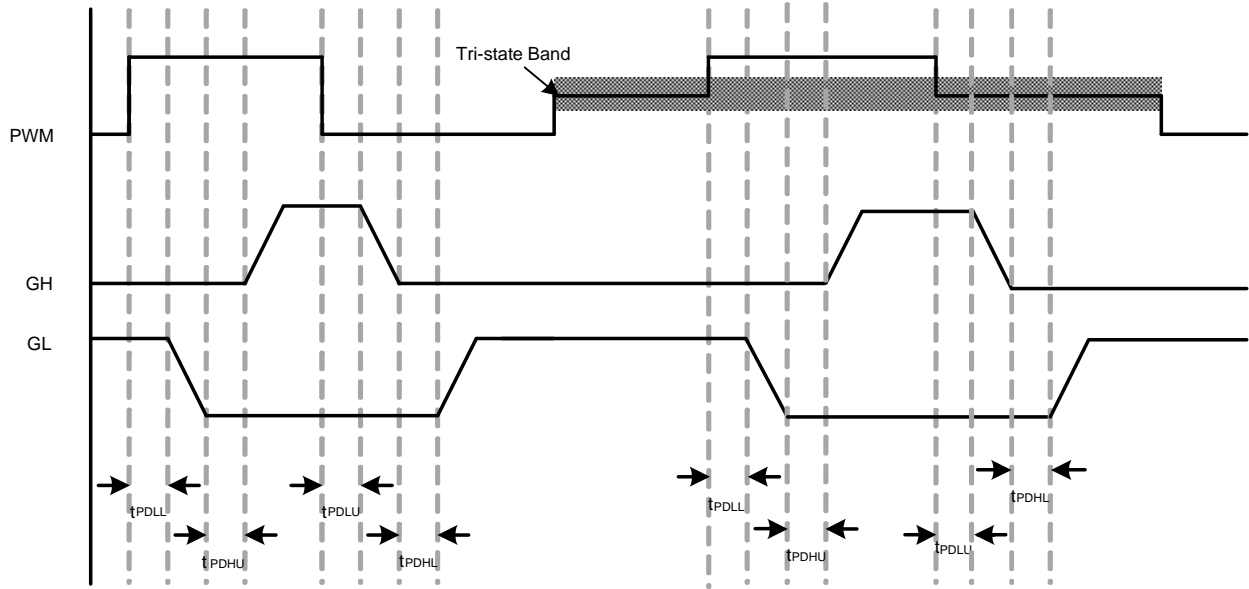 Tri-state Band
PWM
GH
GL
tPDLL
tPDLU
tPDLL
tPDHL
tPDHU
tPDHL
tPDHU
tPDLU